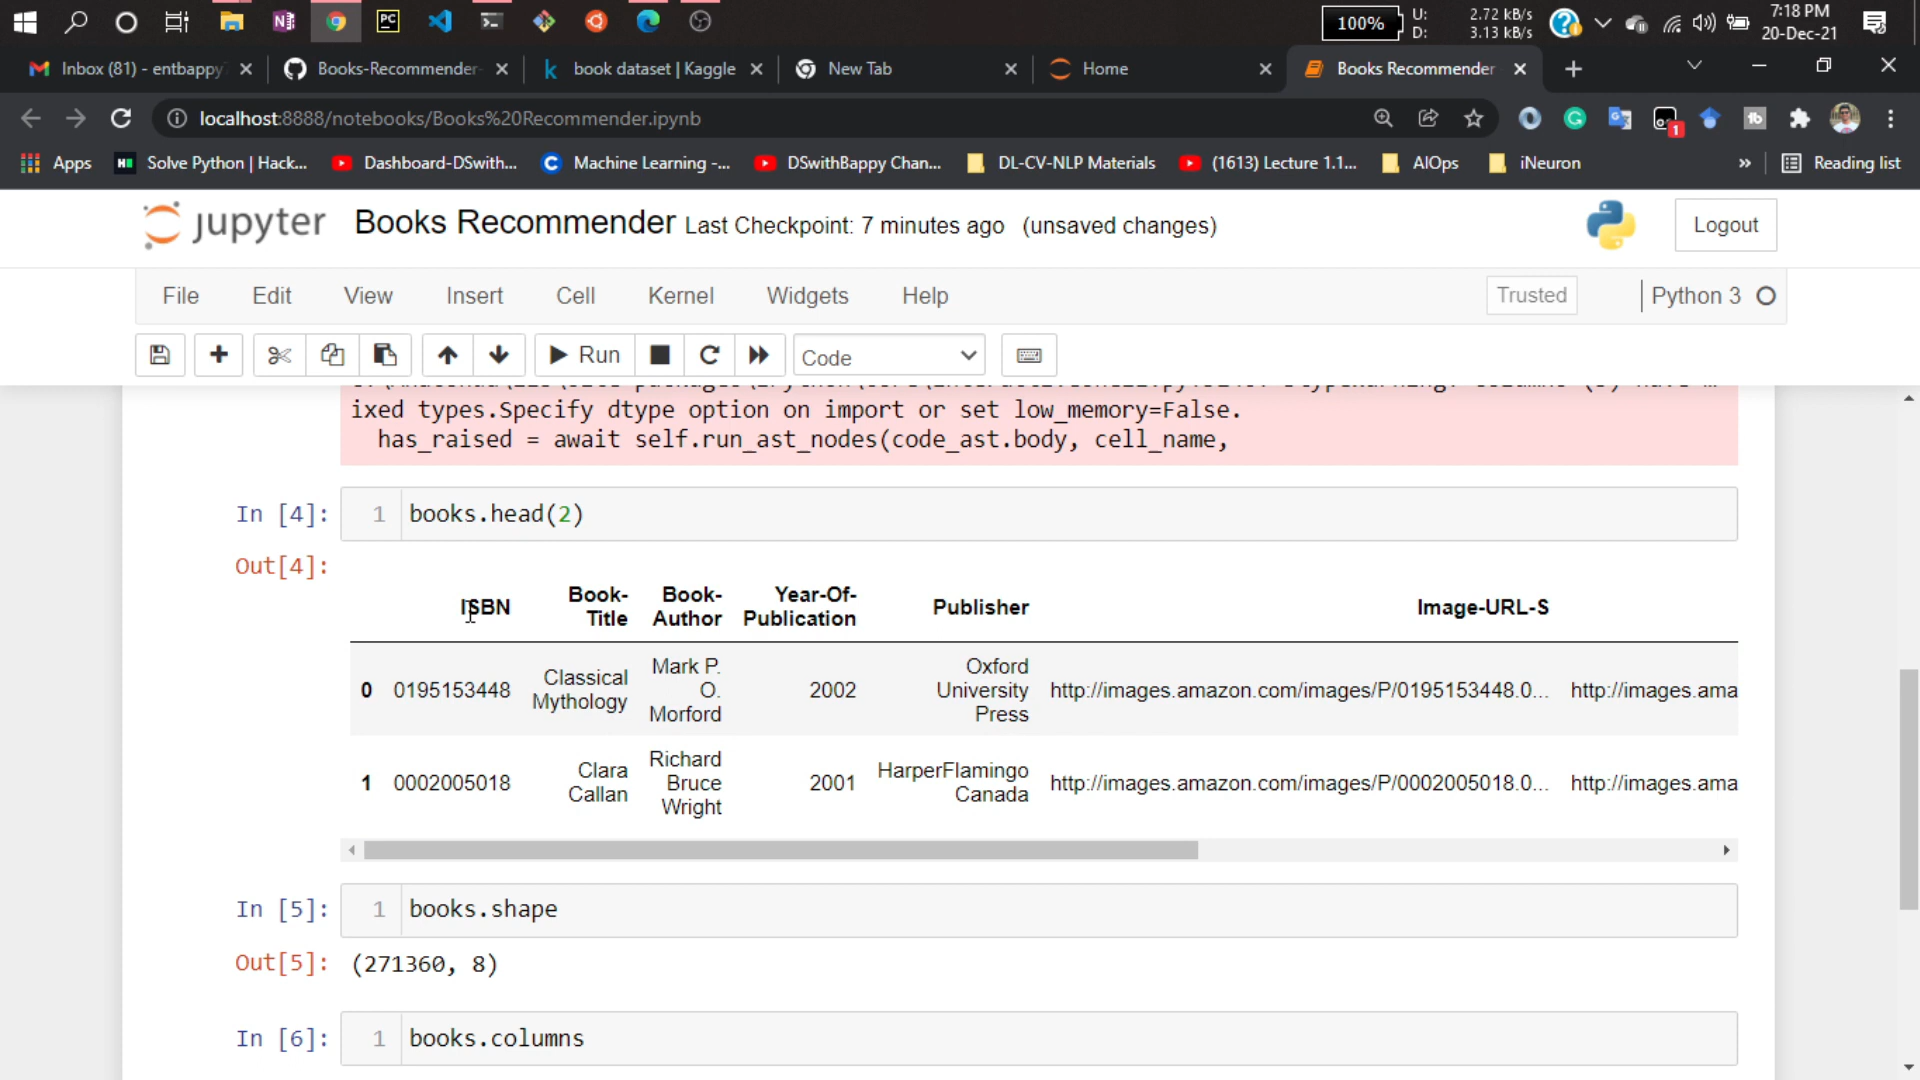 100%
U:
D:
2.72 kB/s
3.13 kB/s
7:18 PM
20-Dec-21
Inbox (81) - entbappy
Books-Recommender-
book dataset | Kaggle
New Tab
Home
Books Recommender
localhost:8888/notebooks/Books%20Recommender.ipynb
1
Apps
Solve Python | Hack...
Dashboard-DSwith...
Machine Learning -...
DSwithBappy Chan...
DL-CV-NLP Materials
(1613) Lecture 1.1...
AIOps
iNeuron
»
Reading list
jupyter
Books Recommender Last Checkpoint: 7 minutes ago (unsaved changes)
Logout
File Edit View Insert Cell Kernel Widgets Help
Trusted
Python 3
Run
Code
ixed types.Specify dtype option on import or set low_memory=False.
has_raised = await self.run_ast_nodes(code_ast.body, cell_name,
In [4]: 1 books.head(2)
Out[4]:
ISBN Book-Title Book-Author Year-Of-Publication Publisher Image-URL-S
0 0195153448 Classical Mythology Mark P. O. Morford 2002 Oxford University Press http://images.amazon.com/images/P/0195153448.0... http://images.ama
1 0002005018 Clara Callan Richard Bruce Wright 2001 HarperFlamingo Canada http://images.amazon.com/images/P/0002005018.0... http://images.ama
In [5]: 1 books.shape
Out[5]: (271360, 8)
In [6]: 1 books.columns